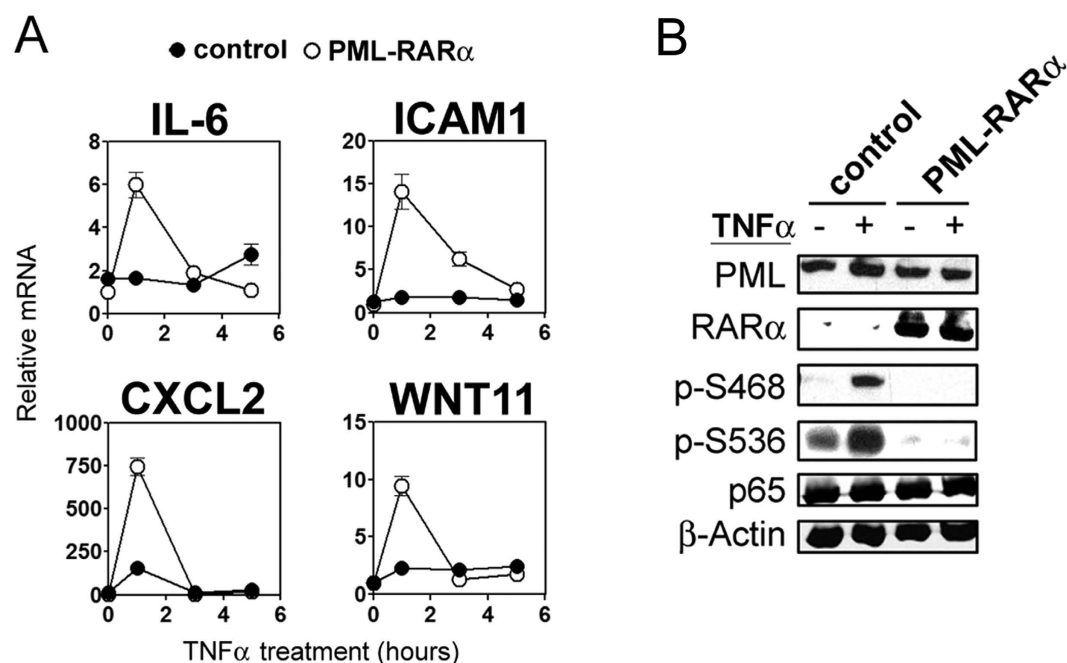 A
● control ○ PML-RARα
IL-6
ICAM1
8
6
4
2
0
0 2 4 6
20
15
10
5
0
0 2 4 6
CXCL2
WNT11
1000
750
500
250
0
0 2 4 6
15
10
5
0
0 2 4 6
Relative mRNA
TNFα treatment (hours)
B
control
PML-RARα
TNFα - + - +
PML
RARα
p-S468
p-S536
p65
β-Actin